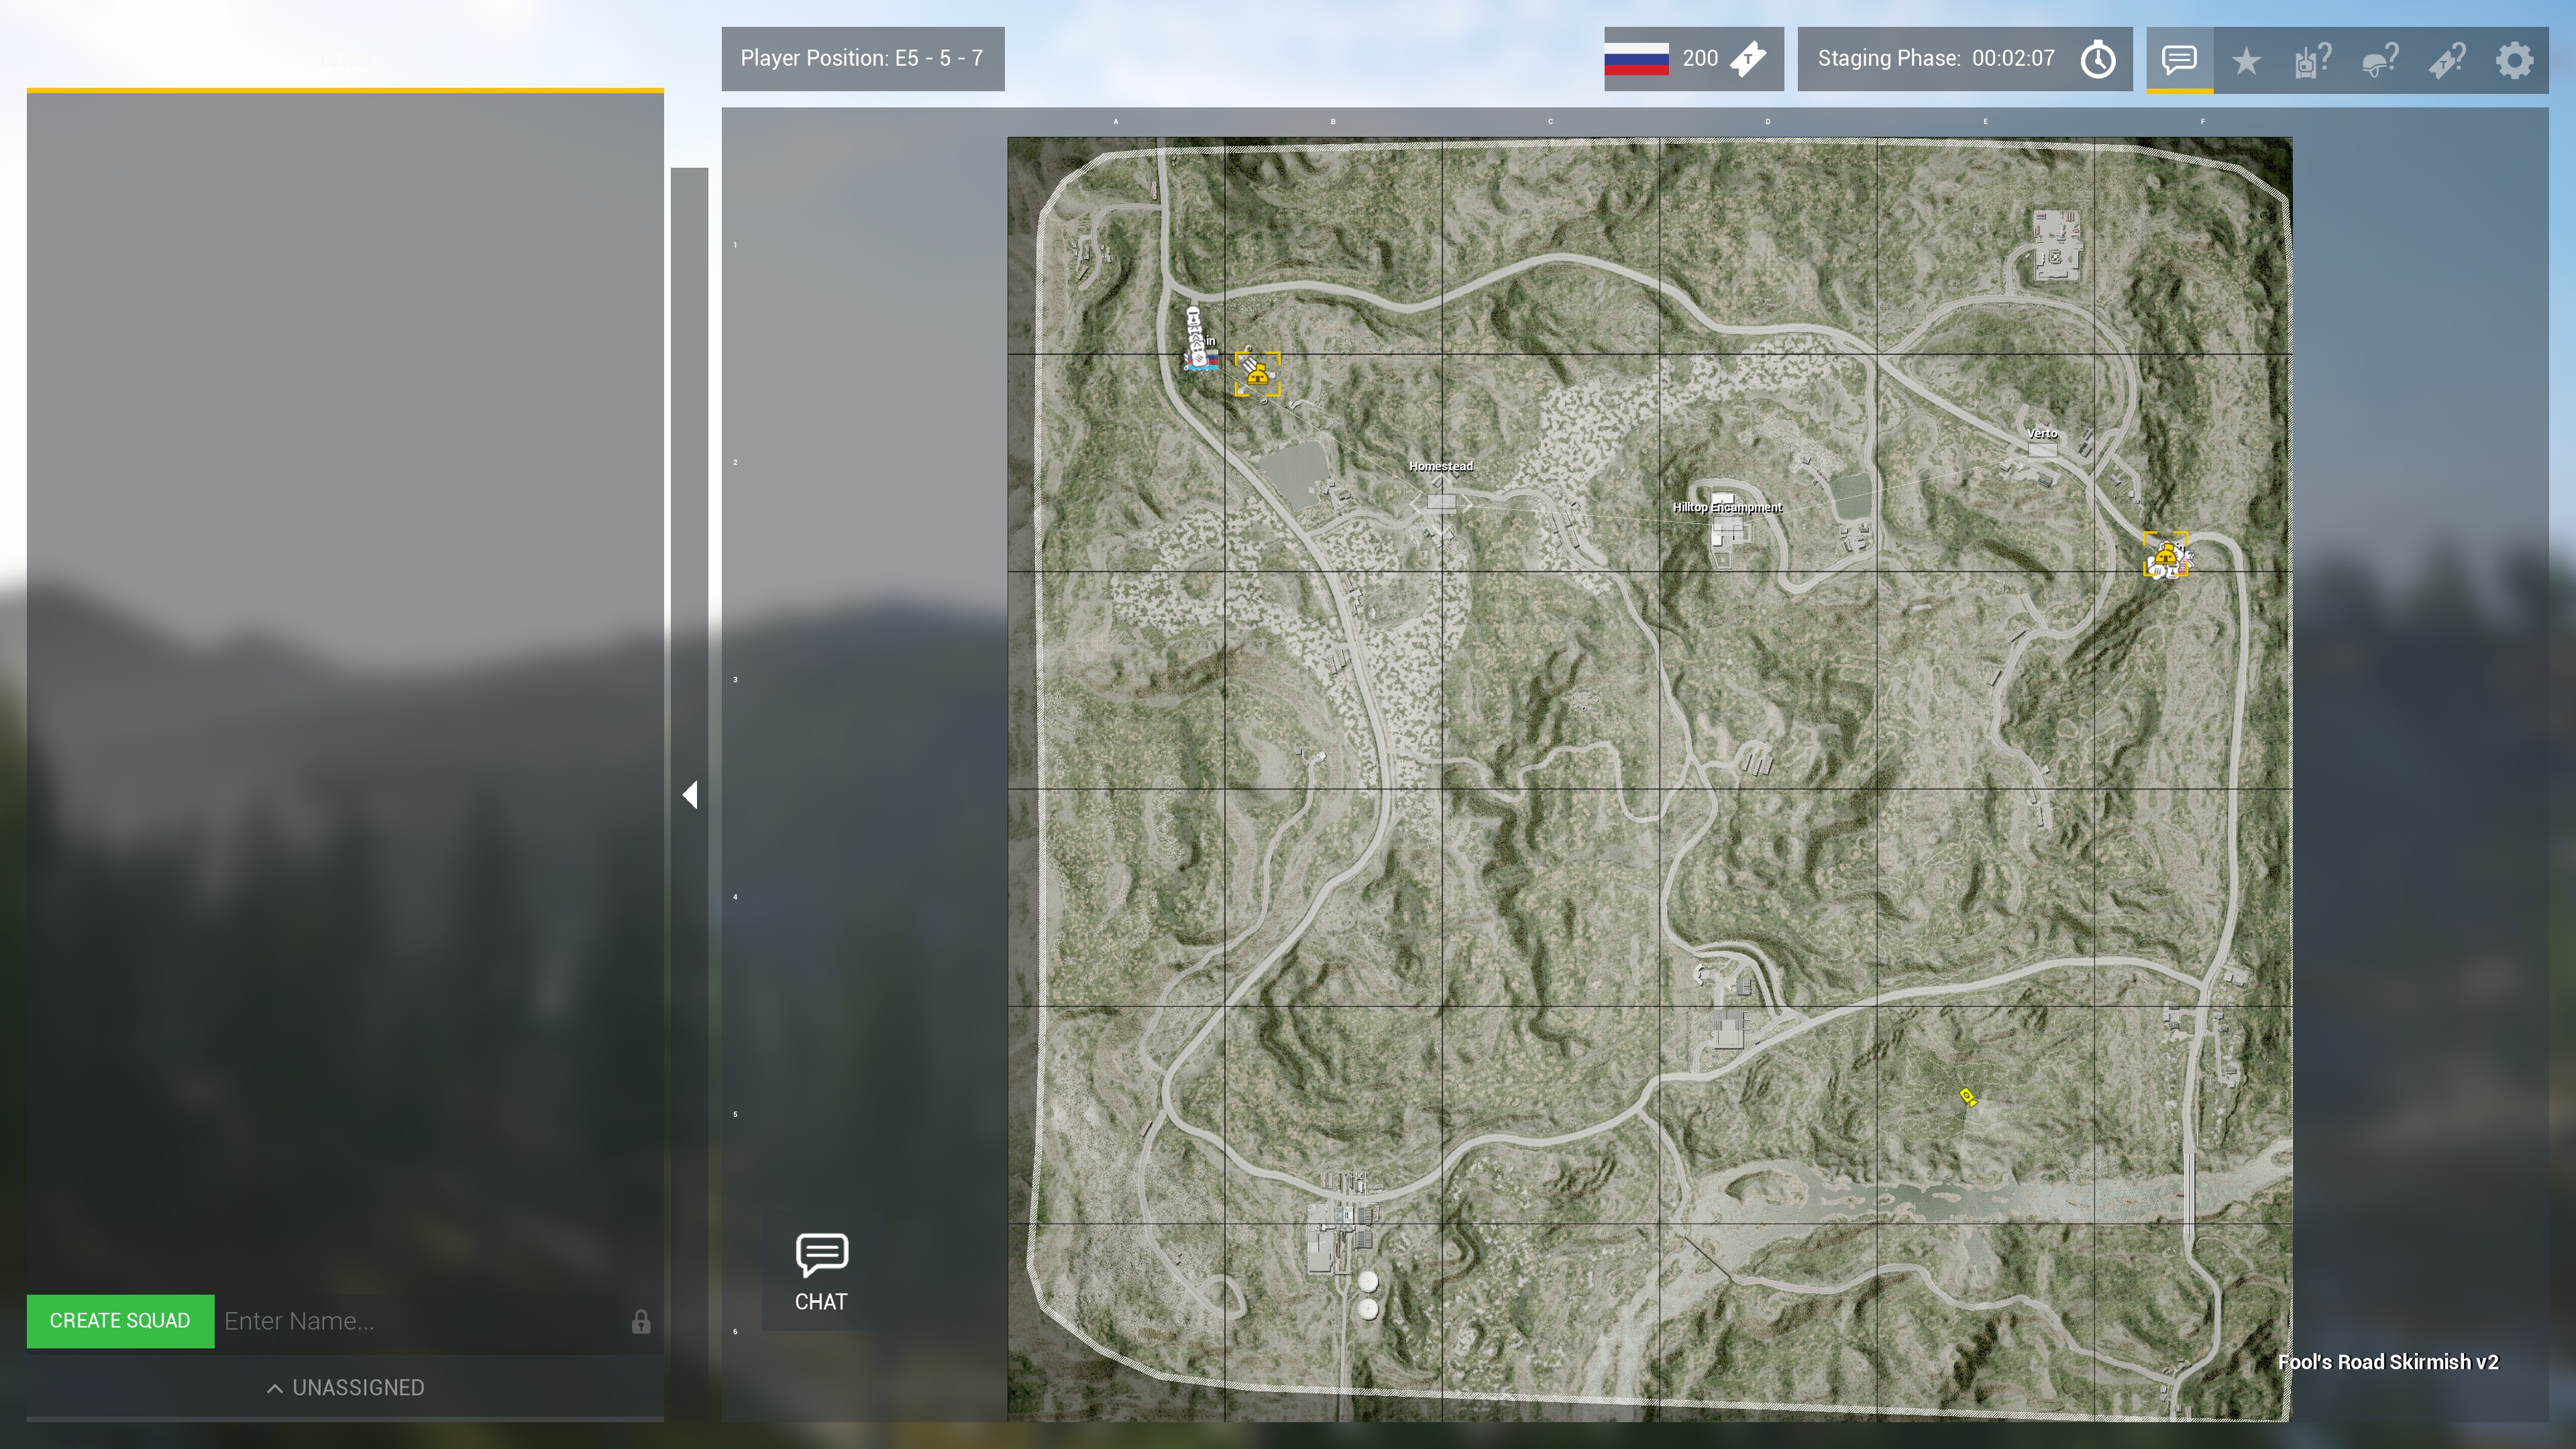 Player Position: E5 - 5 - 7
200
T
Staging Phase: 00:02:07
? ? T?
A B C D E F
1
in
2
Verto
Homestead
Hilltop Encampment
3
4
5
CHAT
CREATE SQUAD
Enter Name...
6
Fool's Road Skirmish v2
UNASSIGNED